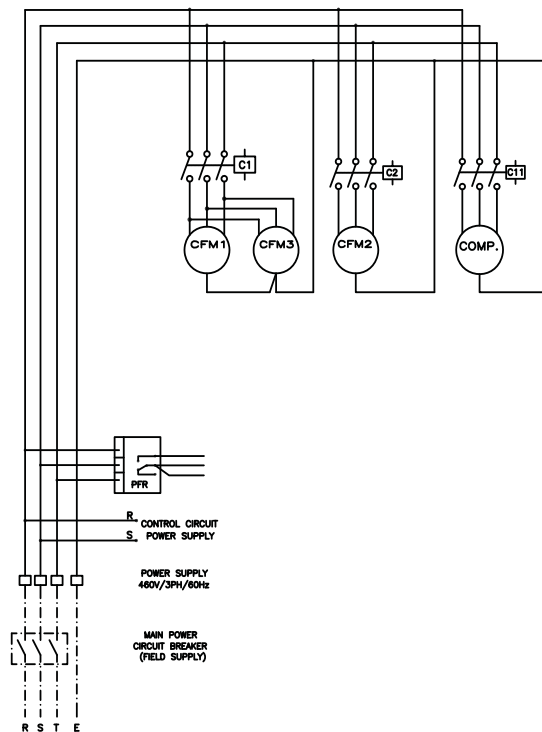 C1
C2
C11
CFM1
CFM3
CFM2
COMP.
PFR
R
CONTROL CIRCUIT
S
POWER SUPPLY
POWER SUPPLY
460V/3PH/60Hz
MAIN POWER
CIRCUIT BREAKER
(FIELD SUPPLY)
R S T E